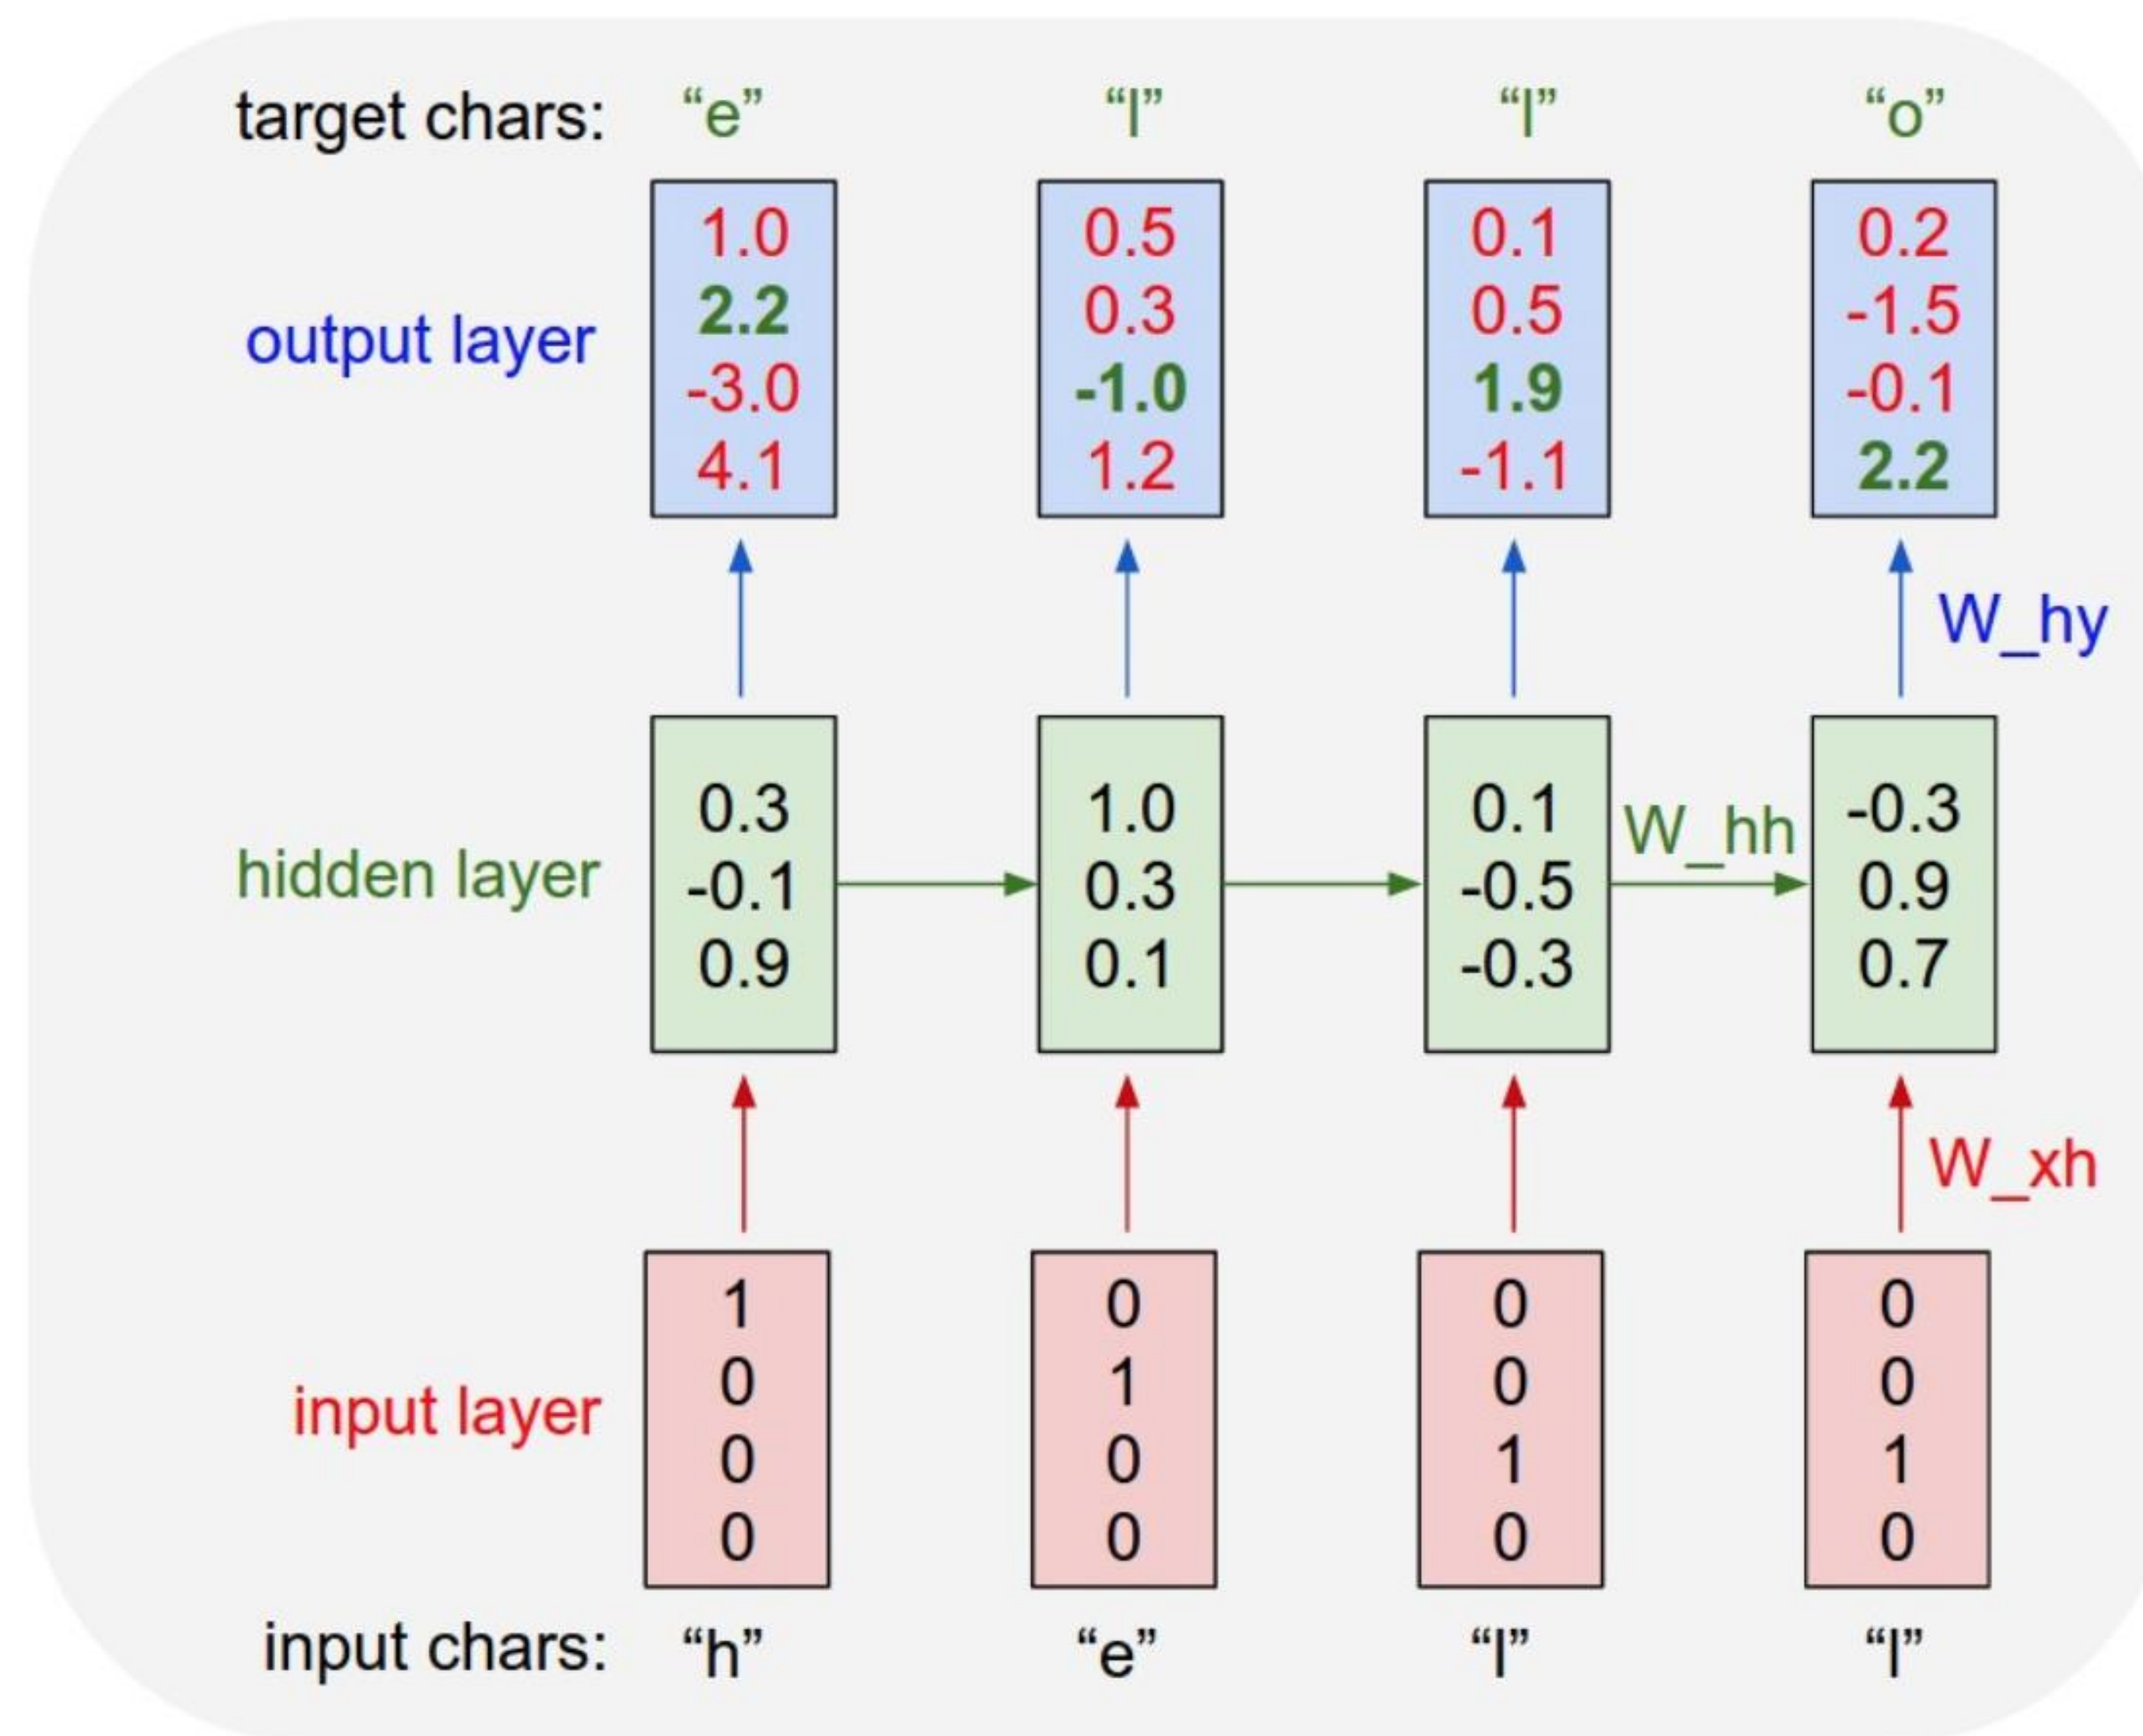 target chars: “e” “l” “l” “o”
1.0 0.5 0.1 0.2
2.2 0.3 0.5 -1.5
output layer
-3.0 -1.0 1.9 -0.1
4.1 1.2 -1.1 2.2
W_hy
0.3 1.0 0.1 -0.3
W_hh
hidden layer -0.1 0.3 -0.5 0.9
0.9 0.1 -0.3 0.7
W_xh
1 0 0 0
0 1 0 0
input layer
0 0 1 1
0 0 0 0
input chars: “h” “e” “l” “l”